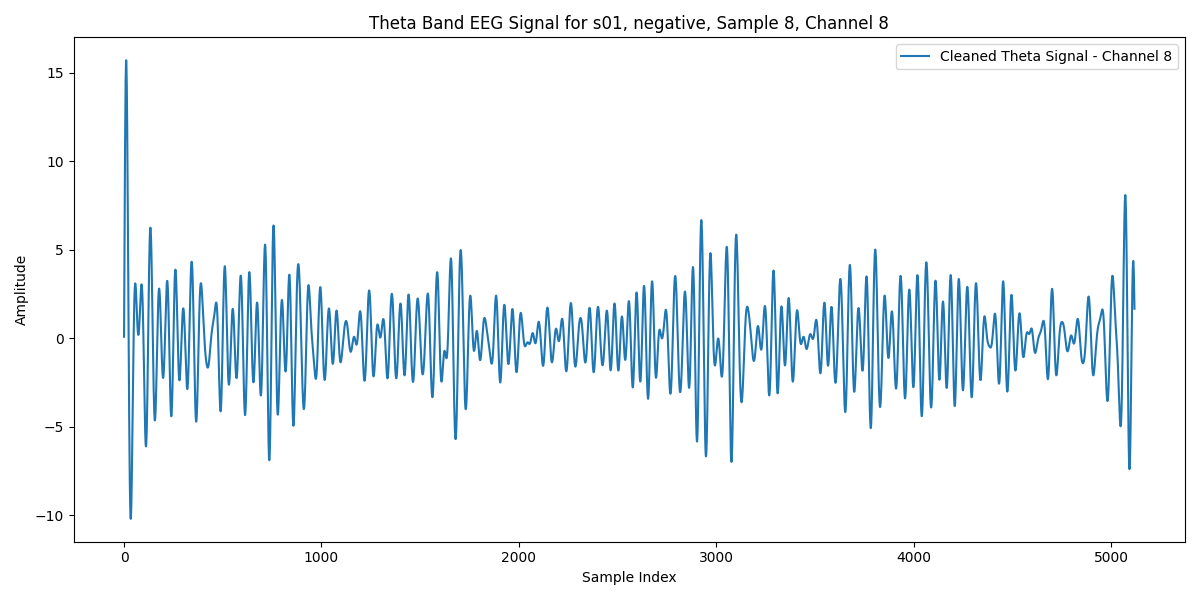 Theta Band EEG Signal for s01, negative, Sample 8, Channel 8
Cleaned Theta Signal - Channel 8
15
10
5
0
−5
−10
Amplitude
0 1000 2000 3000 4000 5000
Sample Index